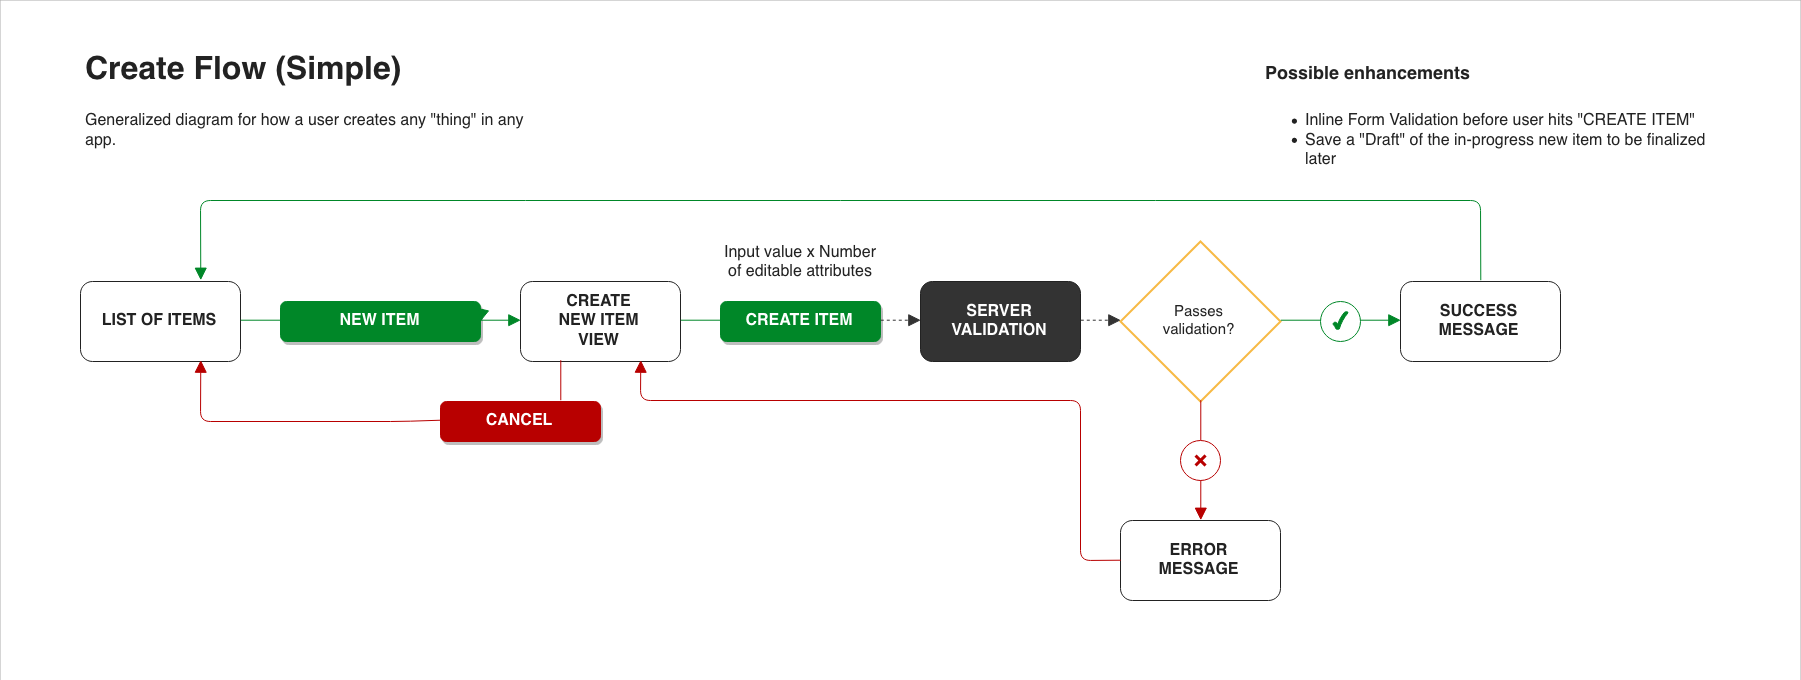 Create Flow (Simple)
Generalized diagram for how a user creates any "thing" in any
app.
Possible enhancements
• Inline Form Validation before user hits "CREATE ITEM"
• Save a "Draft" of the in-progress new item to be finalized
later
Input value x Number
of editable attributes
LIST OF ITEMS
NEW ITEM
CREATE
NEW ITEM
VIEW
CREATE ITEM
SERVER
VALIDATION
Passes
validation?
SUCCESS
MESSAGE
CANCEL
ERROR
MESSAGE